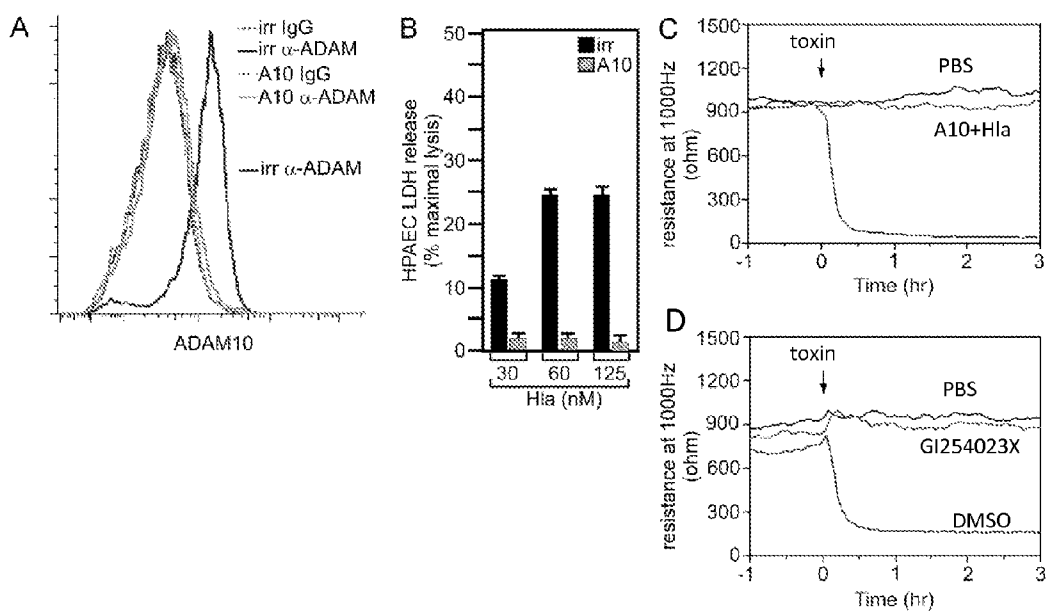 A
irr IgG
irr α-ADAM
A10 IgG
A10 α-ADAM
irr α-ADAM
ADAM10
B
HPAEC LDH release
(% maximal lysis)
50
40
30
20
10
0
irr
A10
30 60 125
Hla (nM)
C
resistance at 1000Hz
(ohm)
1500
1200
900
600
300
0
toxin
PBS
A10+Hla
-1 0 1 2 3
Time (hr)
D
resistance at 1000Hz
(ohm)
1500
1200
900
600
300
0
toxin
PBS
GI254023X
DMSO
-1 0 1 2 3
Time (hr)